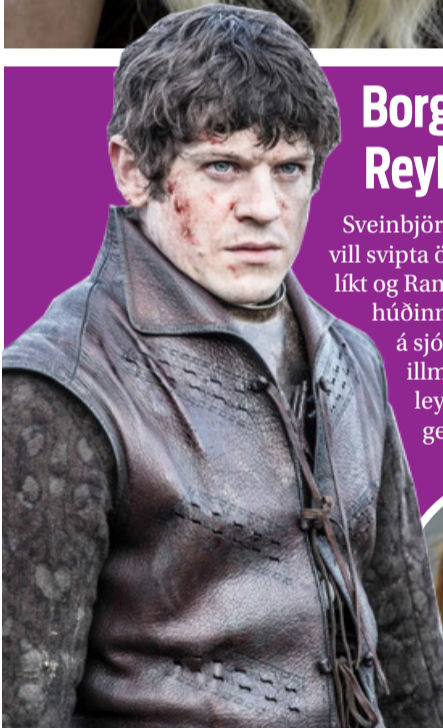 Borg
Reyk
Sveinbjör
vill svipta ö
líkt og Ram
húðinn
á sjó
illm
ley
ge